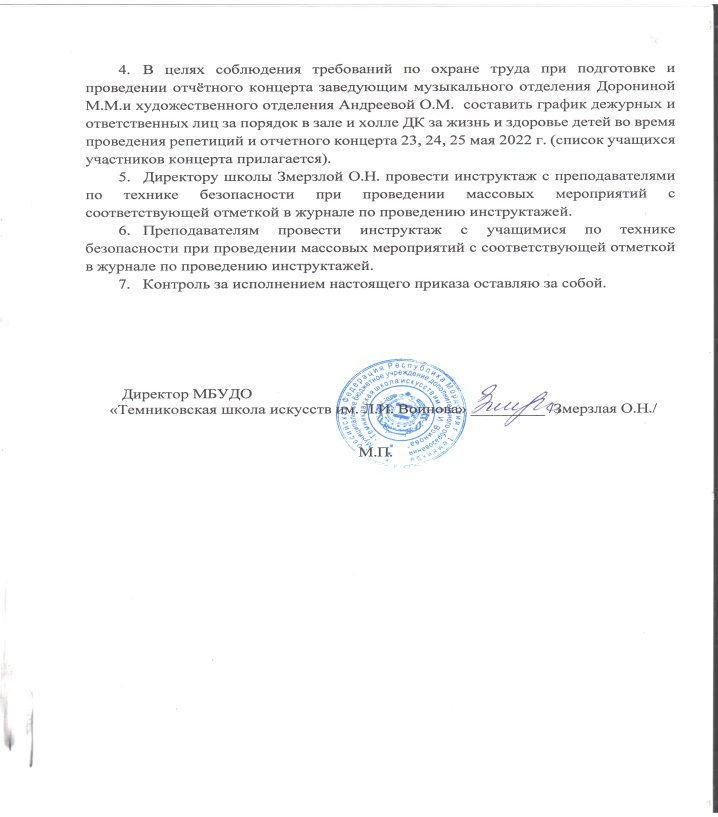 4. В целях соблюдения требований по охране труда при подготовке и
проведении отчётного концерта заведующим музыкального отделения Дорониной
М.М.и художественного отделения Андреевой О.М. составить график дежурных и
ответственных лиц за порядок в зале и холле ДК за жизнь и здоровье детей во время
проведения репетиций и отчетного концерта 23, 24, 25 мая 2022 г. (список учащихся
участников концерта прилагается).
5. Директору школы Змерзлой О.Н. провести инструктаж с преподавателями
по технике безопасности при проведении массовых мероприятий с
соответствующей отметкой в журнале по проведению инструктажей.
6. Преподавателям провести инструктаж с учащимися по технике
безопасности при проведении массовых мероприятий с соответствующей отметкой
в журнале по проведению инструктажей.
7. Контроль за исполнением настоящего приказа оставляю за собой.
Директор МБУДО
«Темниковская школа искусств им. Л.И. Воинова» Змерзлая О.Н./
М.П.